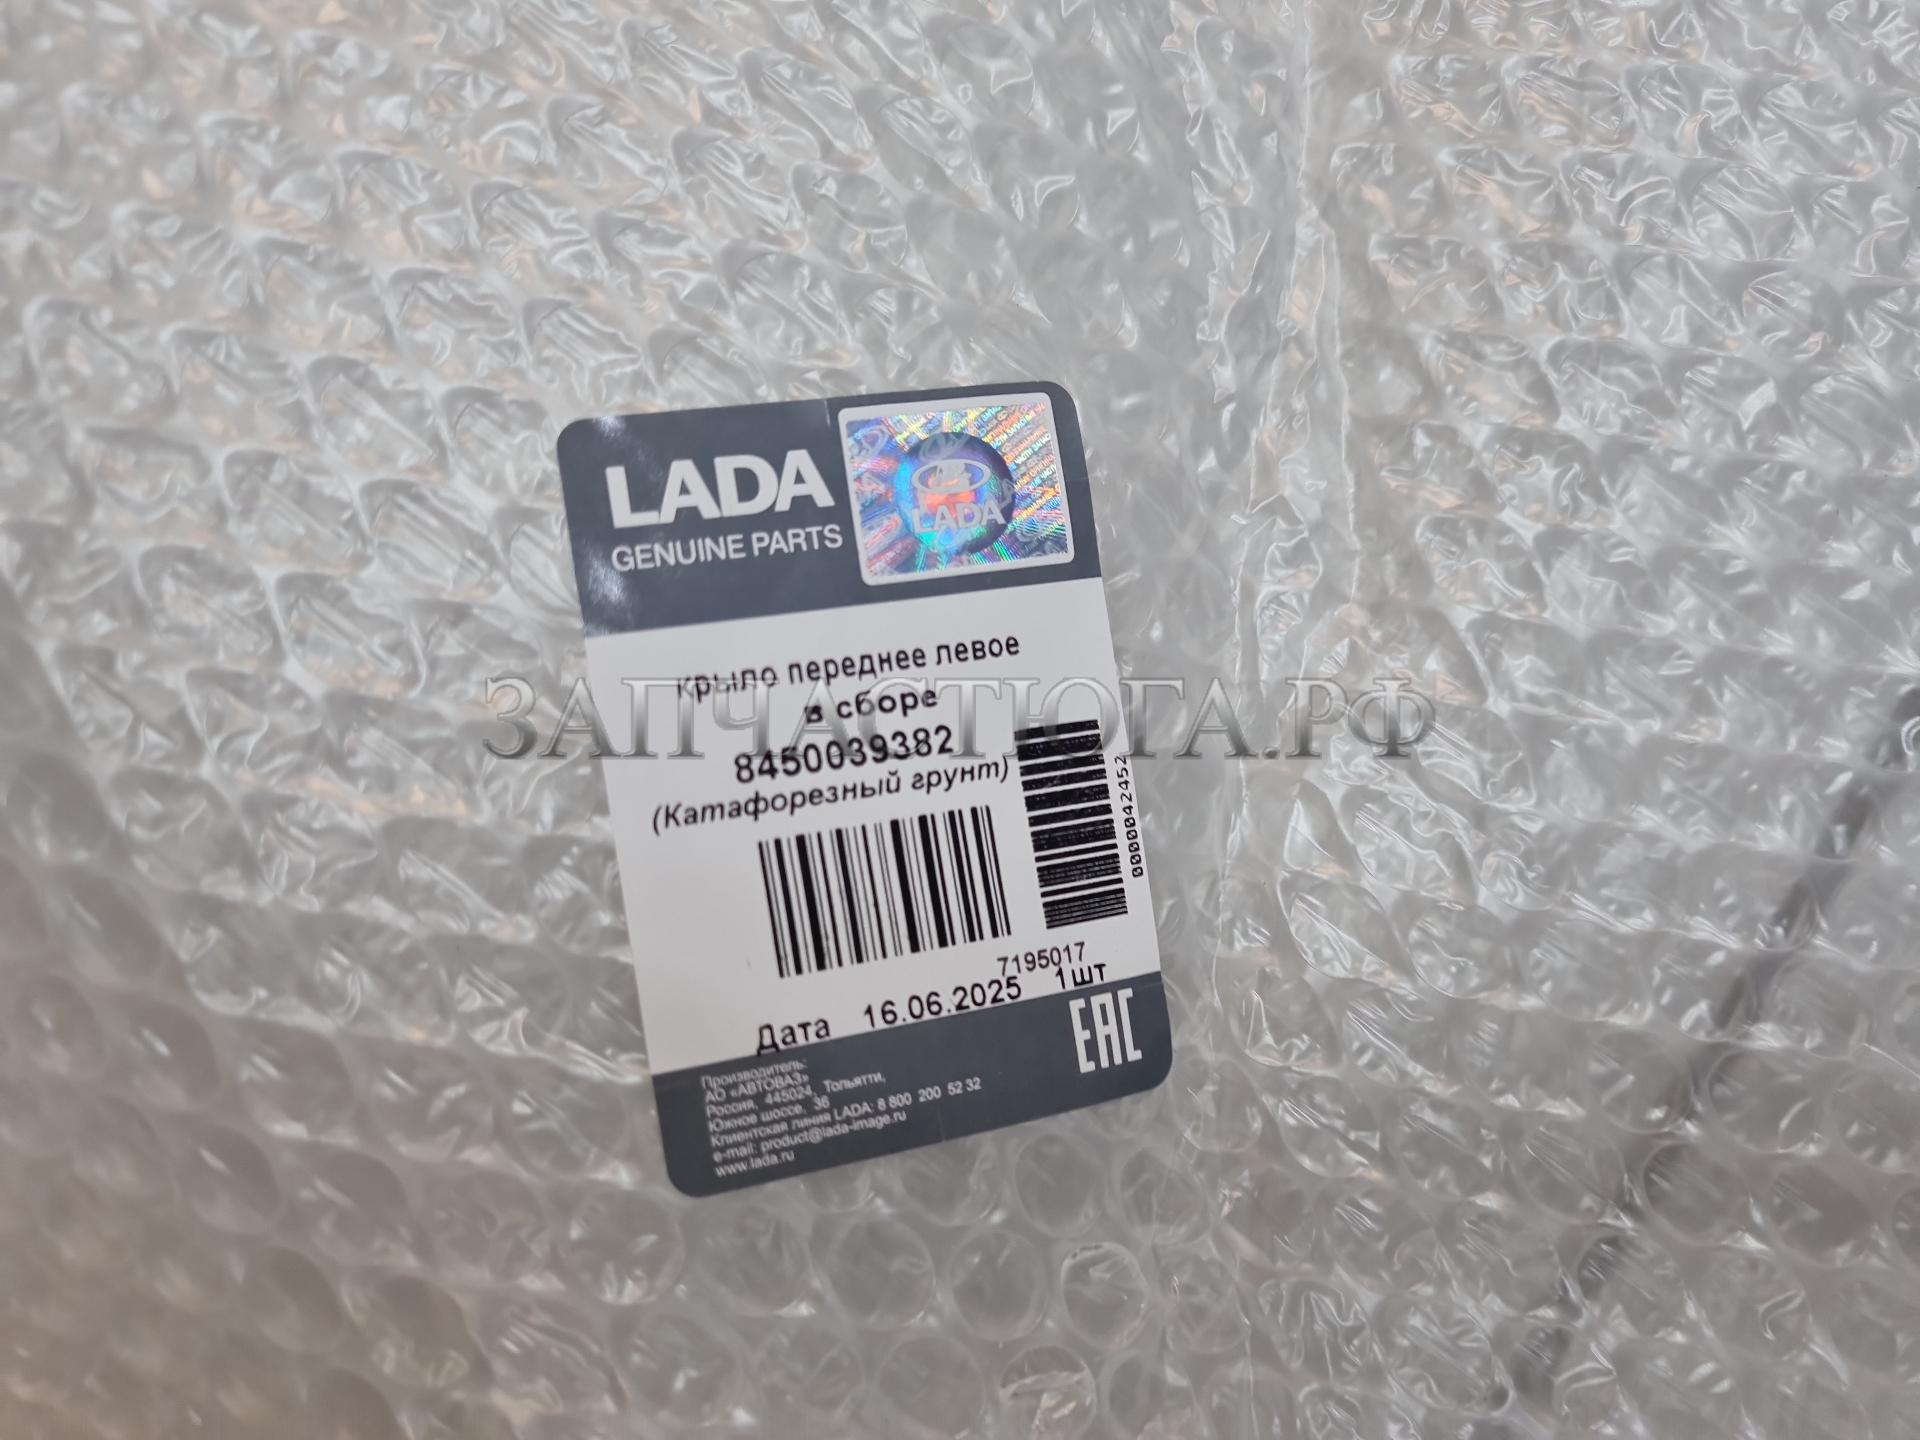 LADA
GENUINE PARTS
LADA
крыло переднее левое
в сборе
8450039382
(Катафорезный грунт)
0000042452
7195017
Дата 16.06.2025 1шт
EAC
Производитель:
АО «АВТОВАЗ»
Россия, 445024, Тольятти,
Южное шоссе, 36
Клиентская линия LADA: 8 800 200 52 32
e-mail: product@lada-image.ru
www.lada.ru
ЗАПЧАСТЮГА.РФ